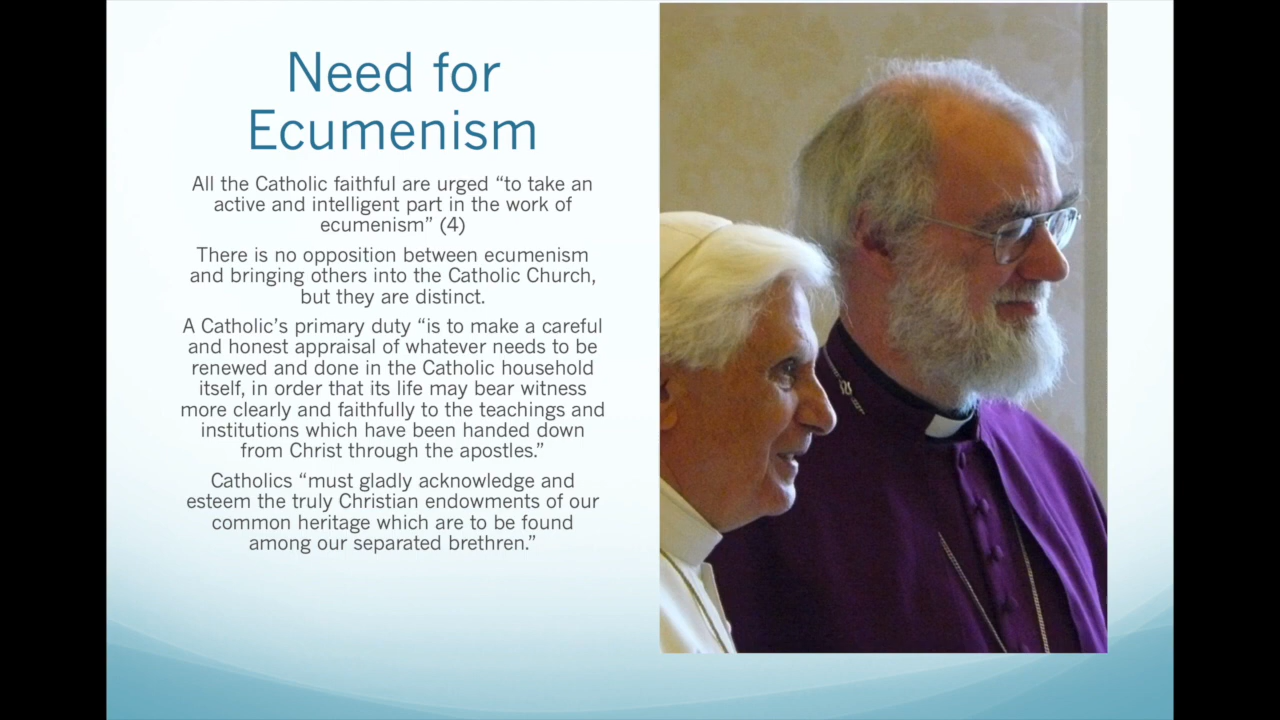 Need for
Ecumenism
All the Catholic faithful are urged “to take an
active and intelligent part in the work of
ecumenism” (4)
There is no opposition between ecumenism
and bringing others into the Catholic Church,
but they are distinct.
A Catholic’s primary duty “is to make a careful
and honest appraisal of whatever needs to be
renewed and done in the Catholic household
itself, in order that its life may bear witness
more clearly and faithfully to the teachings and
institutions which have been handed down
from Christ through the apostles.”
Catholics “must gladly acknowledge and
esteem the truly Christian endowments of our
common heritage which are to be found
among our separated brethren.”